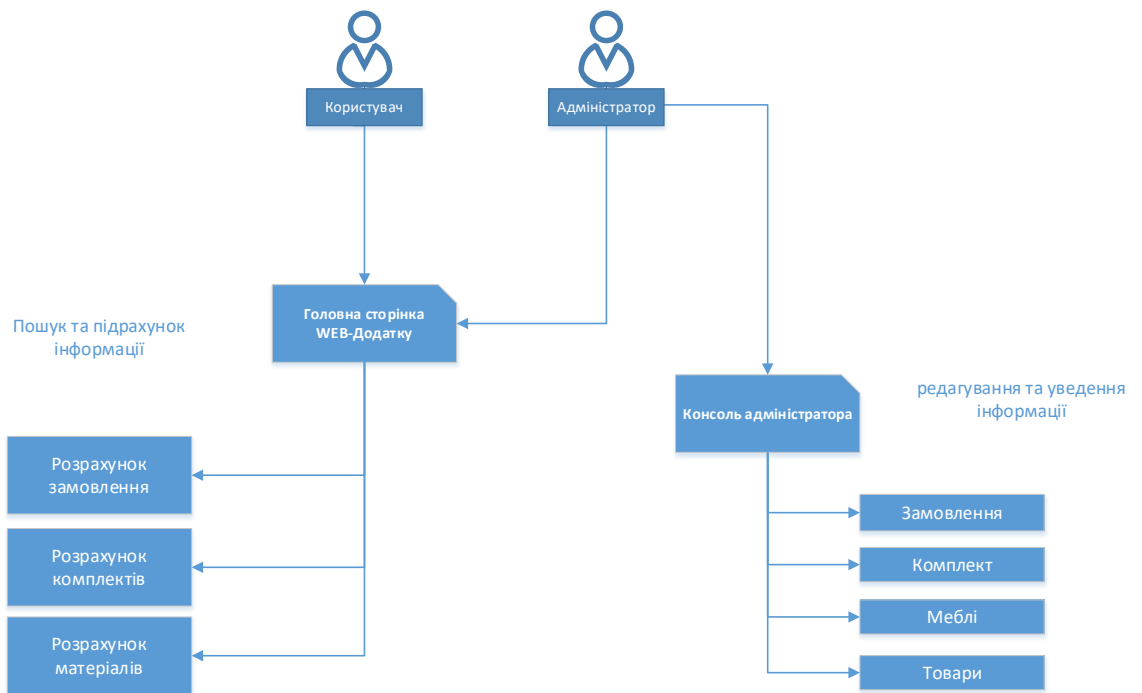 Користувач
Адміністратор
Головна сторінка
WEB-Додатку
Пошук та підрахунок
інформації
Консоль адміністратора
редагування та уведення
інформації
Розрахунок
замовлення
Розрахунок
комплектів
Розрахунок
матеріалів
Замовлення
Комплект
Меблі
Товари